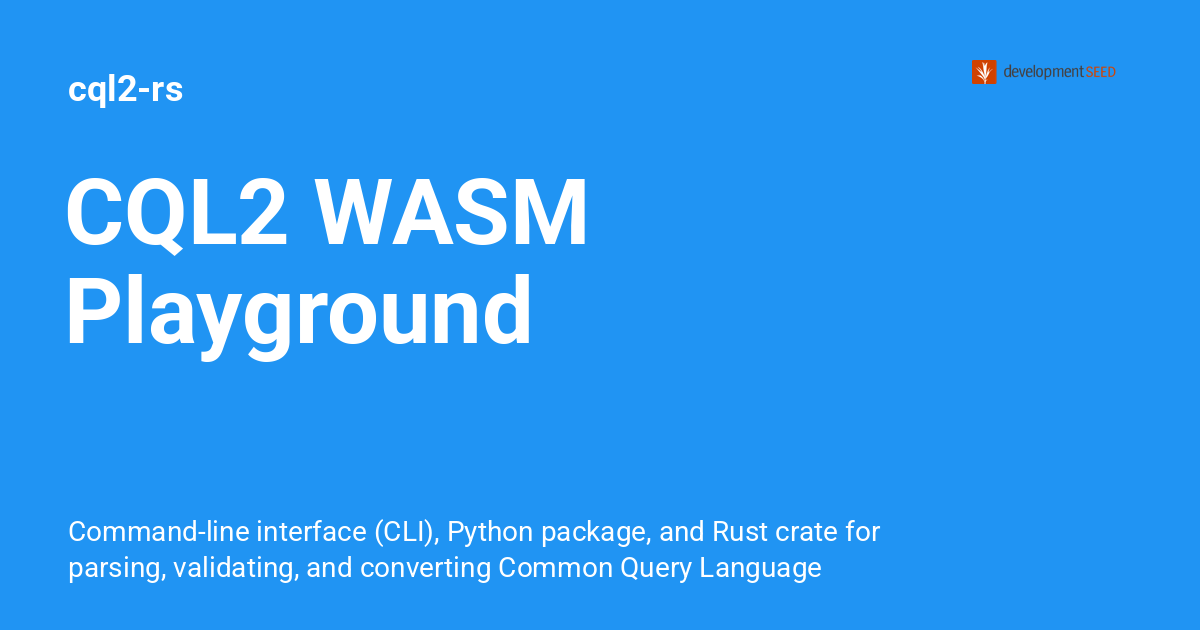 cql2-rs
developmentSEED
CQL2 WASM
Playground
Command-line interface (CLI), Python package, and Rust crate for
parsing, validating, and converting Common Query Language